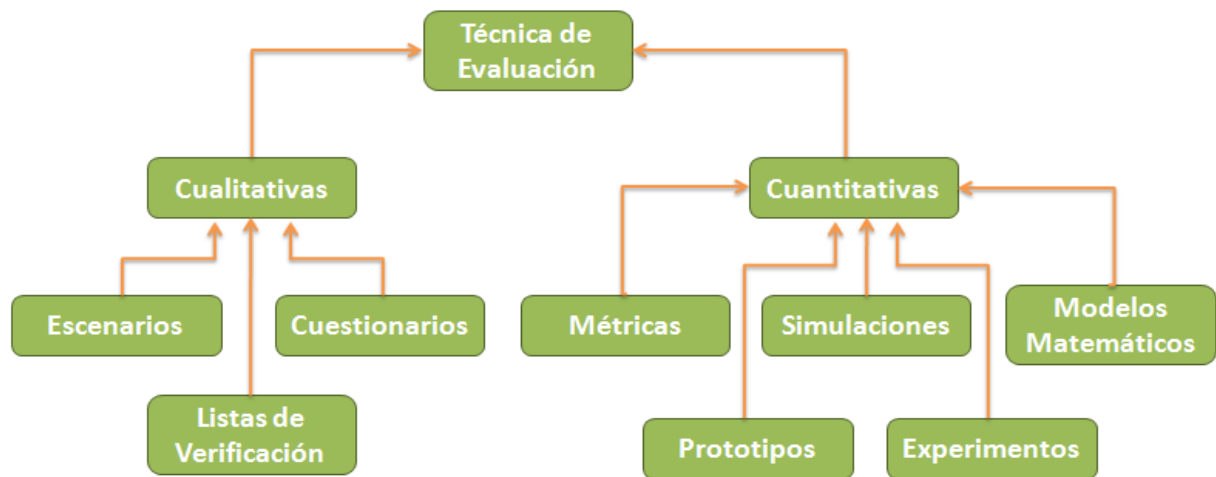 Técnica de
Evaluación
Cualitativas
Cuantitativas
Escenarios
Cuestionarios
Métricas
Simulaciones
Modelos
Matemáticos
Listas de
Verificación
Prototipos
Experimentos